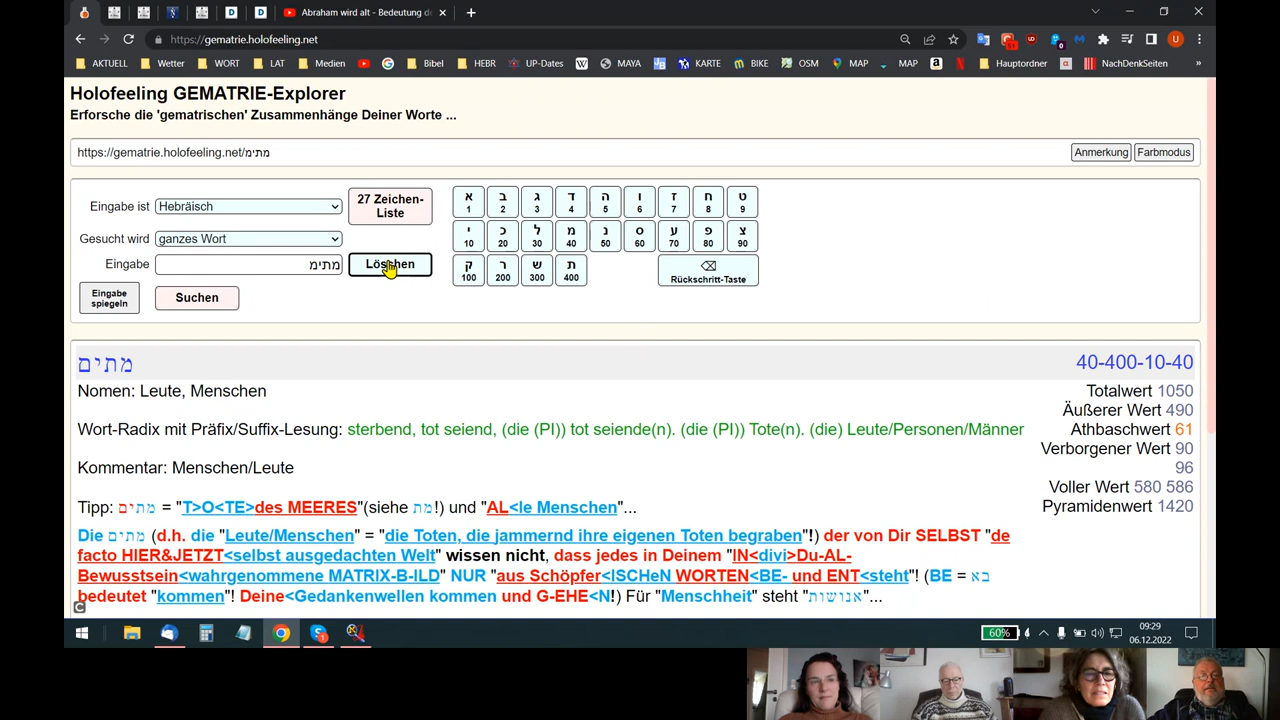 Abraham wird alt - Bedeutung de
https://gematrie.holofeeling.net
AKTUELL Wetter WORT LAT Medien Bibel HEBR UP-Dates MAYA KARTE BIKE OSM MAP MAP Hauptordner NachDenkSeiten »
Holofeeling GEMATRIE-Explorer
Erforsche die 'gematrischen' Zusammenhänge Deiner Worte ...
https://gematrie.holofeeling.net/מתימ
Anmerkung Farbmodus
Eingabe ist Hebräisch 27 Zeichen-Liste
Gesucht wird ganzes Wort
Eingabe מתימ Löschen
Eingabe spiegeln Suchen
א ב ג ד ה ו ז ח ט
1 2 3 4 5 6 7 8 9
י כ ל מ נ ס ע פ צ
10 20 30 40 50 60 70 80 90
ק ר ש ת
100 200 300 400
Rückschritt-Taste
מתים 40-400-10-40
Nomen: Leute, Menschen
Totalwert 1050
Äußerer Wert 490
Athbaschwert 61
Verborgener Wert 90
96
Voller Wert 580 586
Pyramidenwert 1420
Wort-Radix mit Präfix/Suffix-Lesung: sterbend, tot seiend, (die (PI)) tot seiende(n). (die (PI)) Tote(n). (die) Leute/Personen/Männer
Kommentar: Menschen/Leute
Tipp: מתים = "T>O<TE>des MEERES"(siehe מת!) und "AL<le Menschen"...
Die מתים (d.h. die "Leute/Menschen" = "die Toten, die jammernd ihre eigenen Toten begraben"!) der von Dir SELBST "de
facto HIER&JETZT<selbst ausgedachten Welt" wissen nicht, dass jedes in Deinem "IN<divi>Du-AL-
Bewusstsein<wahrgenommene MATRIX-B-ILD" NUR "aus Schöpfer<ISCHeN WORTEN<BE- und ENT<steht"! (BE = בא
bedeutet "kommen"! Deine<Gedankenwellen kommen und G-EHE<N!) Für "Menschheit" steht "אנושות"...
60%
09:29
06.12.2022